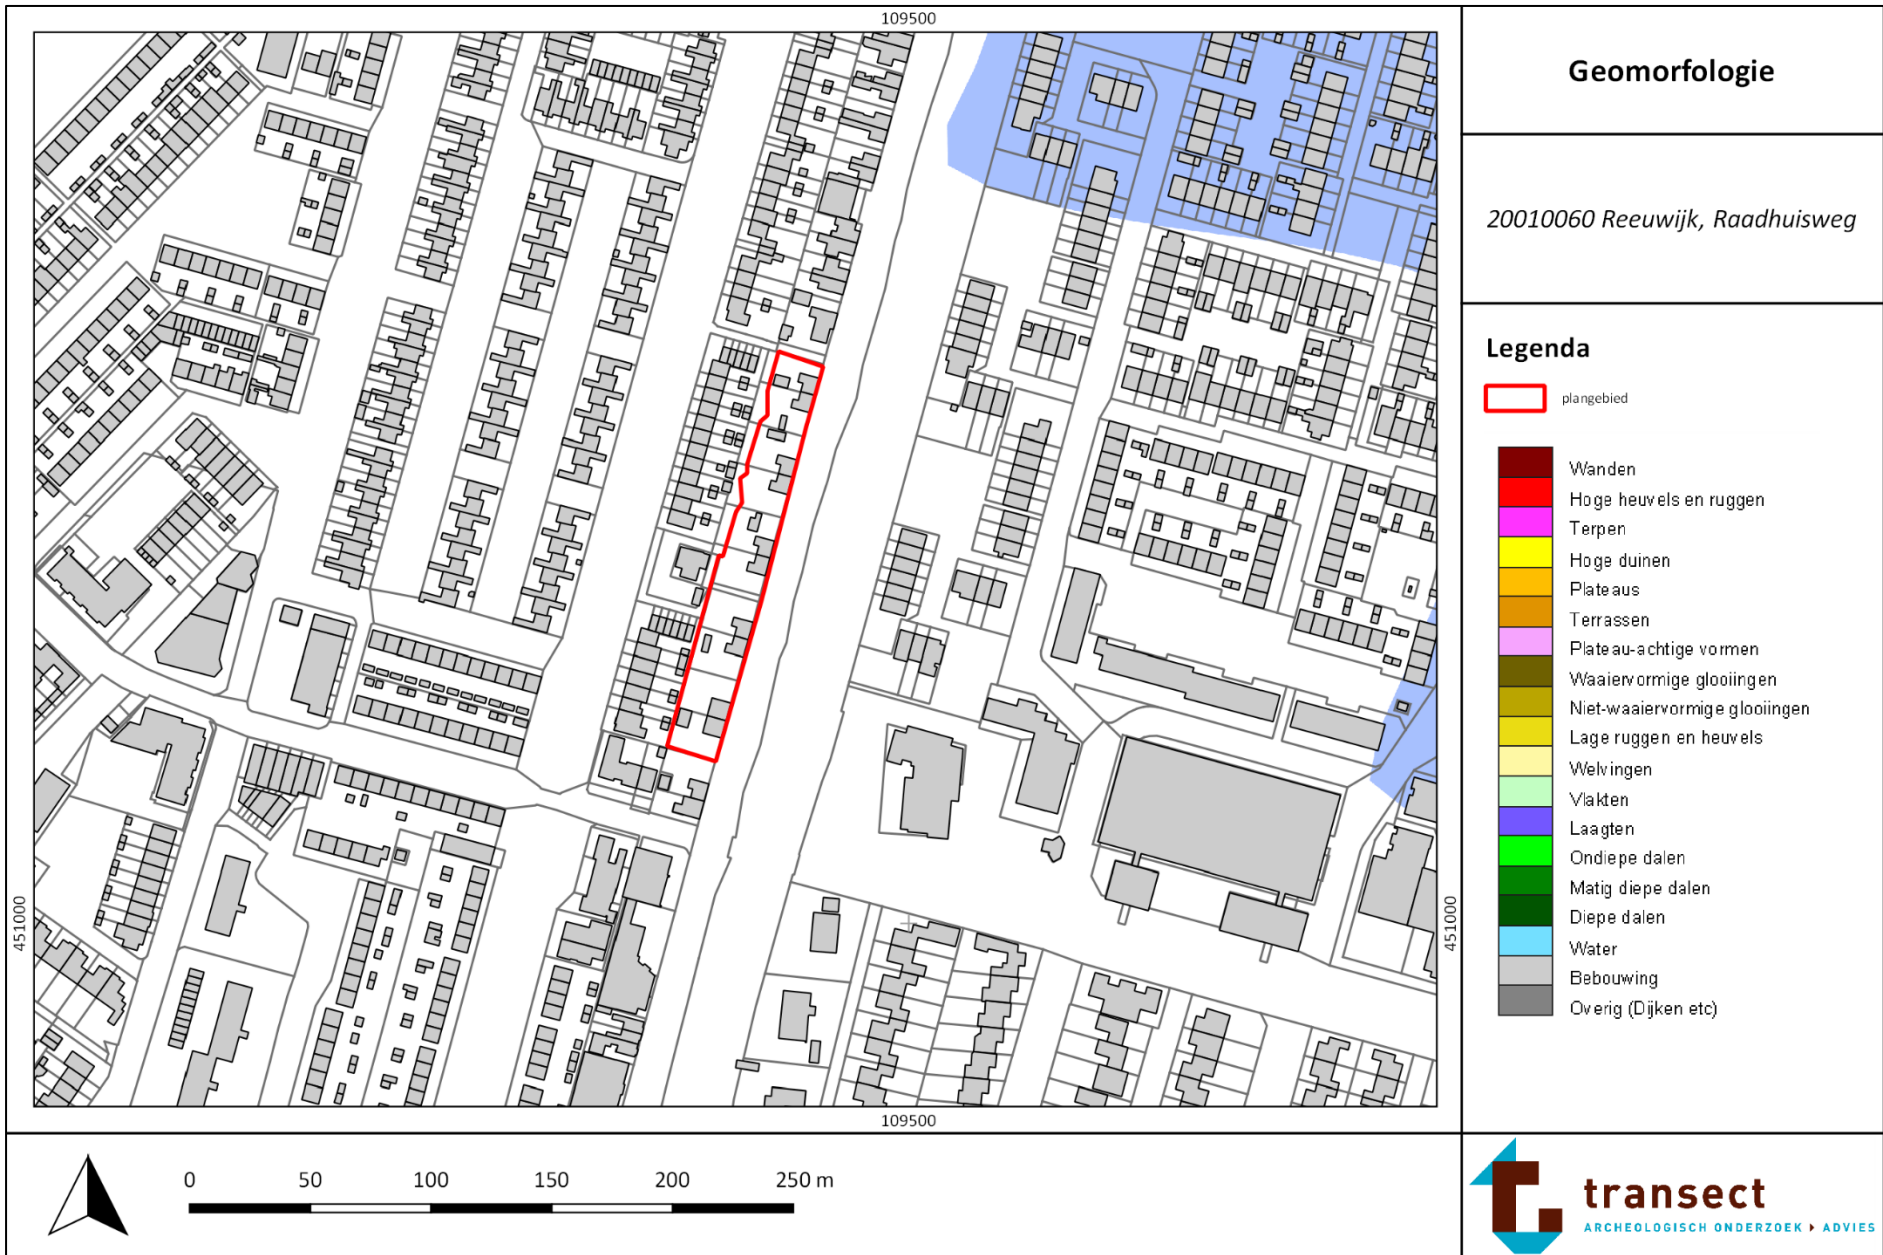 109500
Geomorfologie
20010060 Reeuwijk, Raadhuisweg
Legenda
plangebied
Wanden
Hoge heuvels en ruggen
Terpen
Hoge duinen
Plateaus
Terrassen
Plateau-achtige vormen
Waaiervormige glooiingen
Niet-waaiervormige glooiingen
Lage ruggen en heuvels
Welvingen
Vlakten
Laagten
Ondiepe dalen
Matig diepe dalen
Diepe dalen
Water
Bebouwing
Overig (Dijken etc)
451000
451000
109500
0 50 100 150 200 250 m
transect
ARCHEOLOGISCH ONDERZOEK ▸ ADVIES